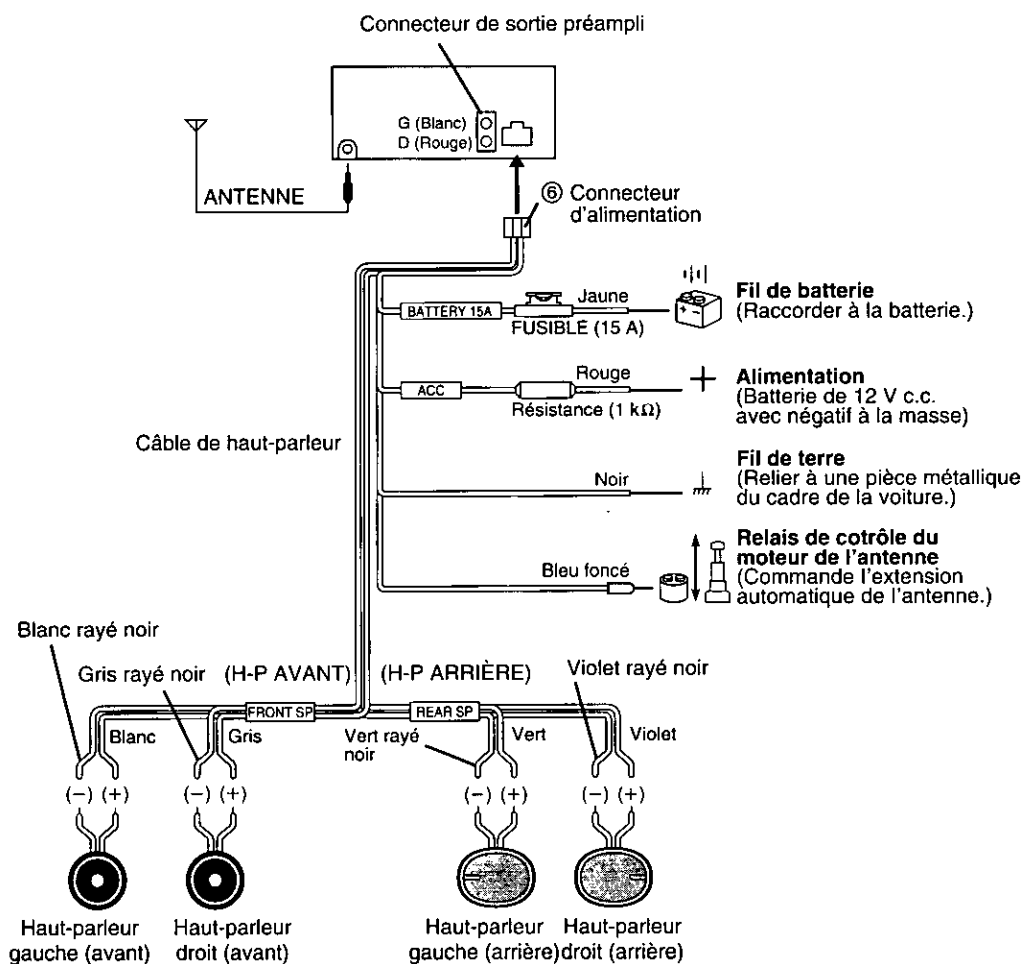 Connecteur de sortie préampli
G (Blanc)
D (Rouge)
ANTENNE
⑥ Connecteur
d'alimentation
BATTERY 15A
Jaune
FUSIBLE (15 A)
Fil de batterie
(Raccorder à la batterie.)
ACC
Rouge
Résistance (1 kΩ)
Alimentation
(Batterie de 12 V c.c.
avec négatif à la masse)
Câble de haut-parleur
Noir
Fil de terre
(Relier à une pièce métallique
du cadre de la voiture.)
Bleu foncé
Relais de cotrôle du
moteur de l'antenne
(Commande l'extension
automatique de l'antenne.)
Blanc rayé noir
Gris rayé noir
(H-P AVANT)
(H-P ARRIÈRE)
Violet rayé noir
FRONT SP
REAR SP
Blanc
Gris
Vert rayé
noir
Vert
Violet
(−) (+)
(−) (+)
(−) (+)
(−) (+)
Haut-parleur
gauche (avant)
Haut-parleur
droit (avant)
Haut-parleur
gauche (arrière)
Haut-parleur
droit (arrière)